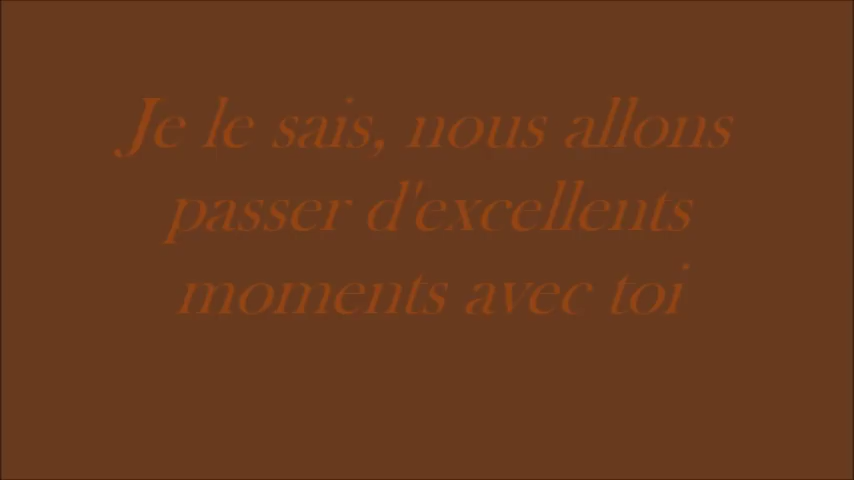 Je le sais, nous allons
passer d'excellents
moments avec toi